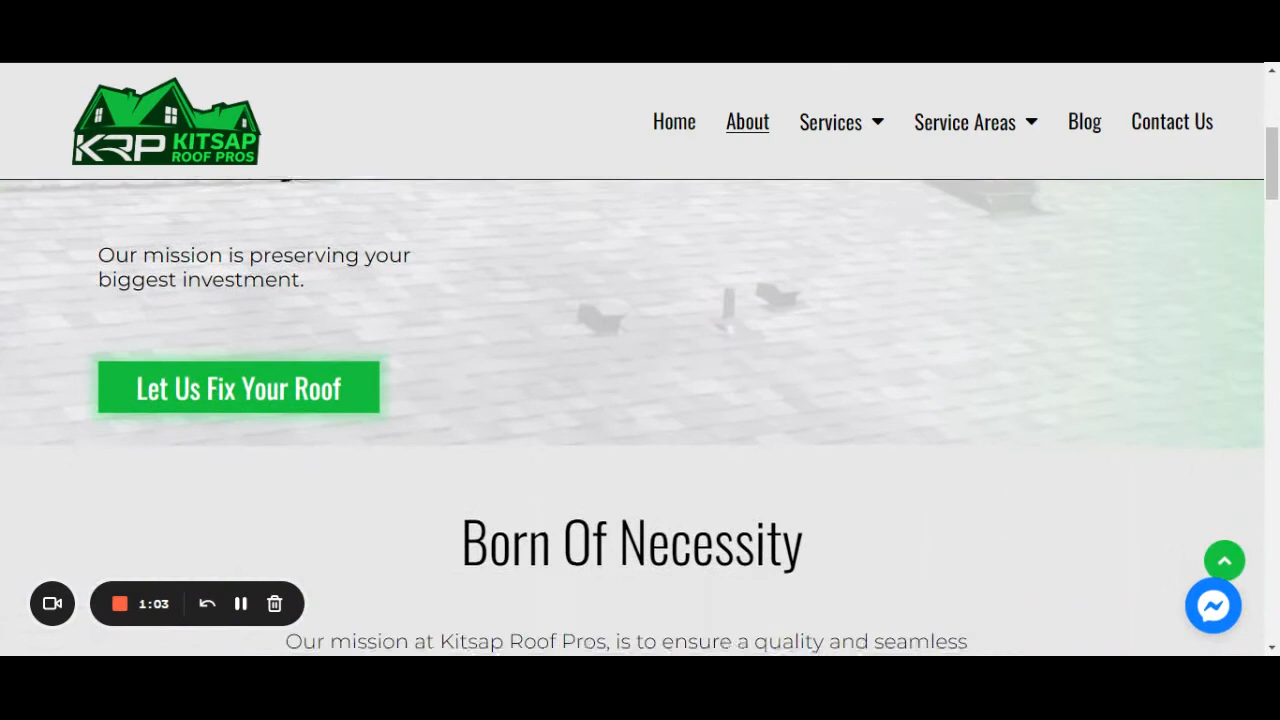 KRP KITSAP
ROOF PROS
Home About Services Service Areas Blog Contact Us
Our mission is preserving your
biggest investment.
Let Us Fix Your Roof
Born Of Necessity
1:03
Our mission at Kitsap Roof Pros, is to ensure a quality and seamless